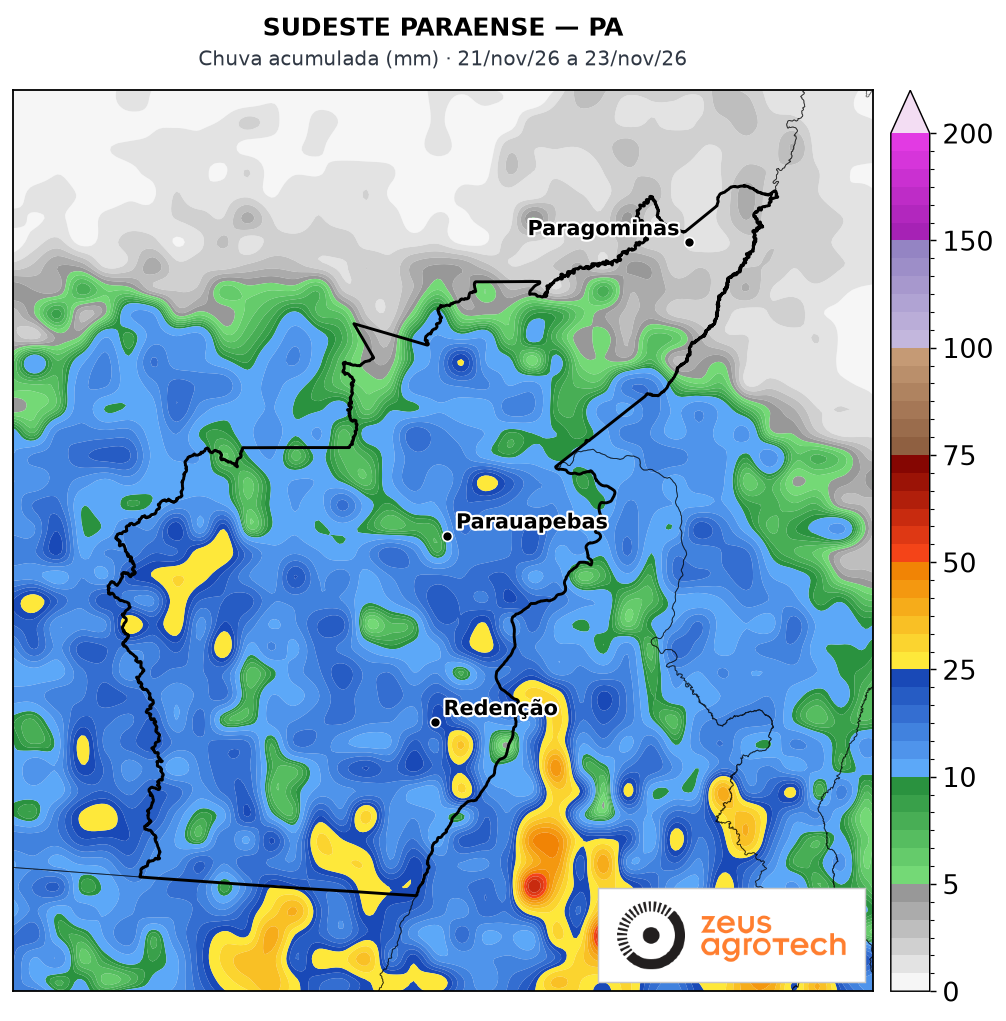 SUDESTE PARAENSE — PA
Chuva acumulada (mm) · 21/nov/26 a 23/nov/26
Paragominas
Parauapebas
Redenção
200
150
100
75
50
25
10
5
0
zeus
agrotech